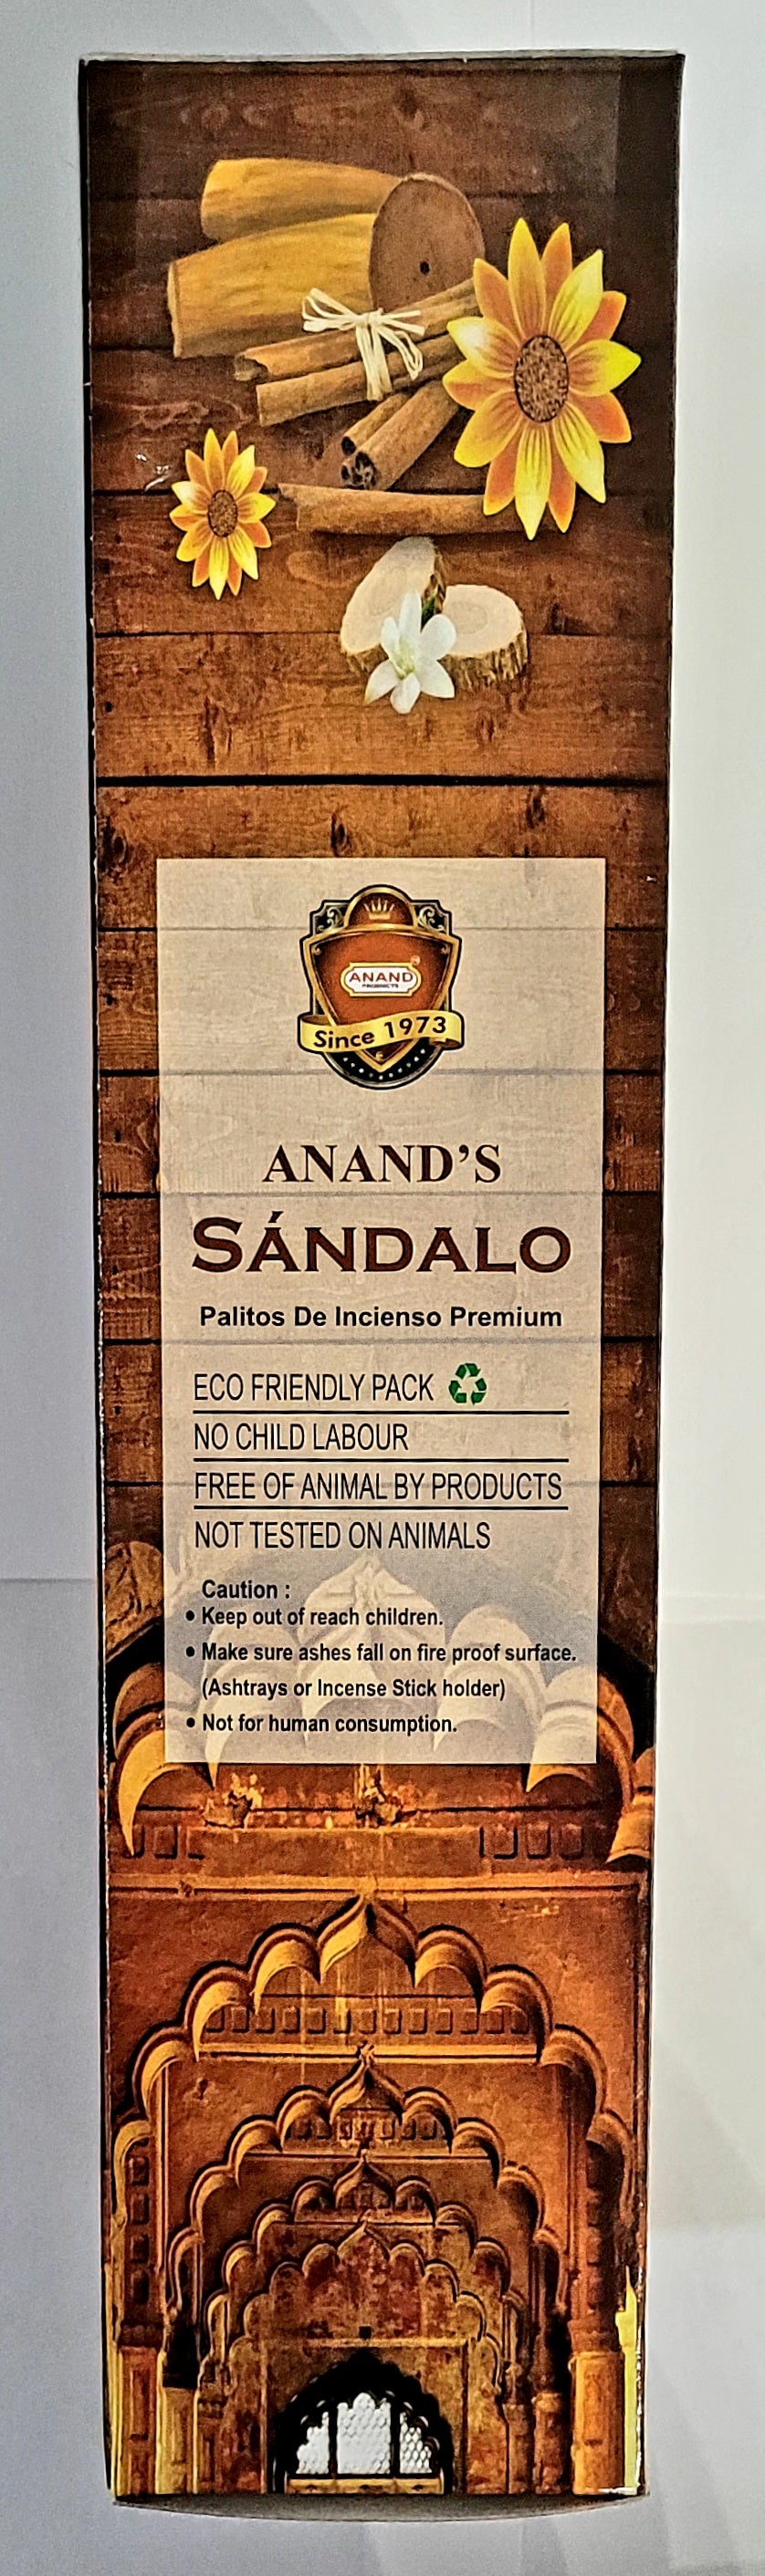 ANAND
PRODUCTS
Since 1973
ANAND'S
SÁNDALO
Palitos De Incienso Premium
ECO FRIENDLY PACK
NO CHILD LABOUR
FREE OF ANIMAL BY PRODUCTS
NOT TESTED ON ANIMALS
Caution :
• Keep out of reach children.
• Make sure ashes fall on fire proof surface.
(Ashtrays or Incense Stick holder)
• Not for human consumption.